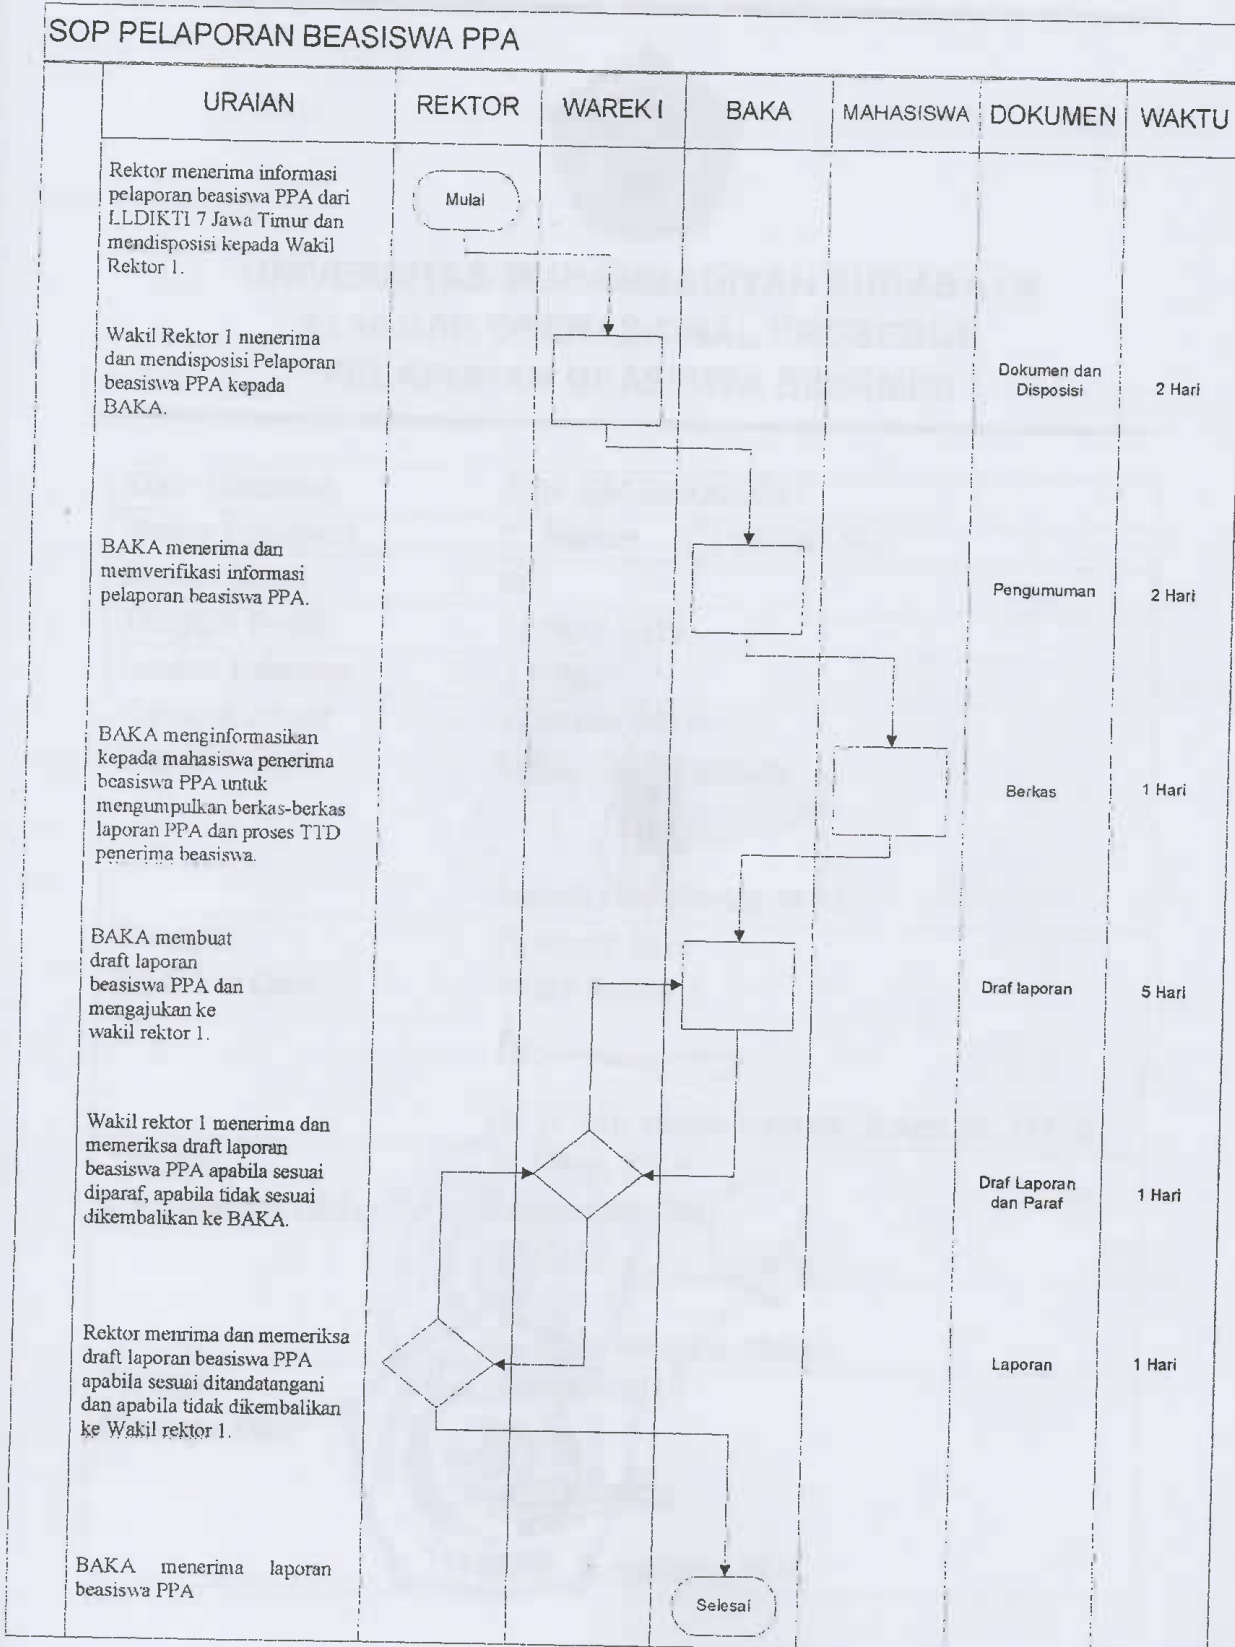 SOP PELAPORAN BEASISWA PPA
URAIAN
REKTOR
WAREK I
BAKA
MAHASISWA
DOKUMEN
WAKTU
Rektor menerima informasi
pelaporan beasiswa PPA dari
LLDIKTI 7 Jawa Timur dan
mendisposisi kepada Wakil
Rektor 1.
Mulai
Wakil Rektor 1 menerima
dan mendisposisi Pelaporan
beasiswa PPA kepada
BAKA.
Dokumen dan
Disposisi
2 Hari
BAKA menerima dan
memverifikasi informasi
pelaporan beasiswa PPA.
Pengumuman
2 Hari
BAKA menginformasikan
kepada mahasiswa penerima
beasiswa PPA untuk
mengumpulkan berkas-berkas
laporan PPA dan proses TTD
penerima beasiswa.
Berkas
1 Hari
BAKA membuat
draft laporan
beasiswa PPA dan
mengajukan ke
wakil rektor 1.
Draf laporan
5 Hari
Wakil rektor 1 menerima dan
memeriksa draft laporan
beasiswa PPA apabila sesuai
diparaf, apabila tidak sesuai
dikembalikan ke BAKA.
Draf Laporan
dan Paraf
1 Hari
Rektor menrima dan memeriksa
draft laporan beasiswa PPA
apabila sesuai ditandatangani
dan apabila tidak dikembalikan
ke Wakil rektor 1.
Laporan
1 Hari
BAKA menerima laporan
beasiswa PPA
Selesai